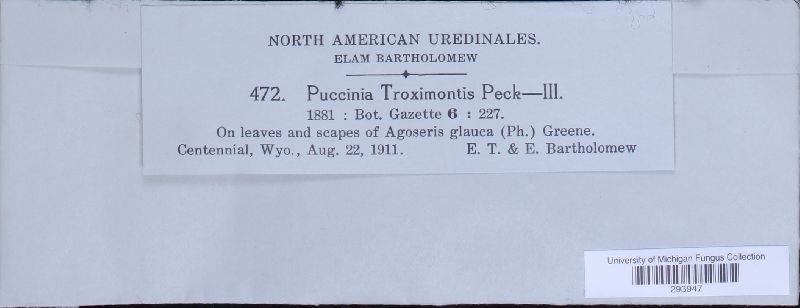 NORTH AMERICAN UREDINALES.
ELAM BARTHOLOMEW
472. Puccinia Troximontis Peck—III.
1881 : Bot. Gazette 6 : 227.
On leaves and scapes of Agoseris glauca (Ph.) Greene.
Centennial, Wyo., Aug. 22, 1911. E. T. & E. Bartholomew
University of Michigan Fungus Collection
293947